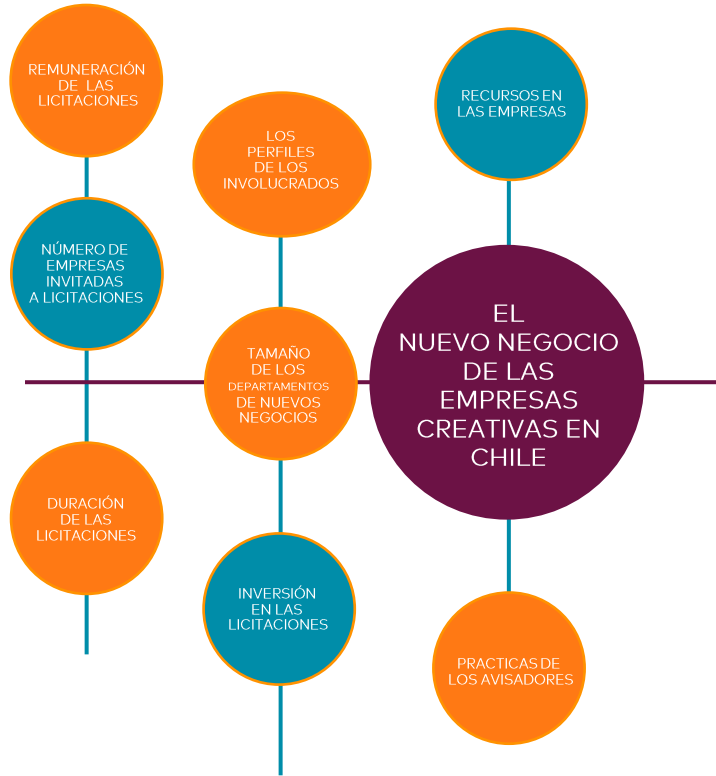 REMUNERACIÓN
DE LAS
LICITACIONES
NÚMERO DE
EMPRESAS
INVITADAS
A LICITACIONES
DURACIÓN
DE LAS
LICITACIONES
LOS
PERFILES
DE LOS
INVOLUCRADOS
TAMAÑO
DE LOS
DEPARTAMENTOS
DE NUEVOS
NEGOCIOS
INVERSIÓN
EN LAS
LICITACIONES
RECURSOS EN
LAS EMPRESAS
EL
NUEVO NEGOCIO
DE LAS
EMPRESAS
CREATIVAS EN
CHILE
PRACTICAS DE
LOS AVISADORES